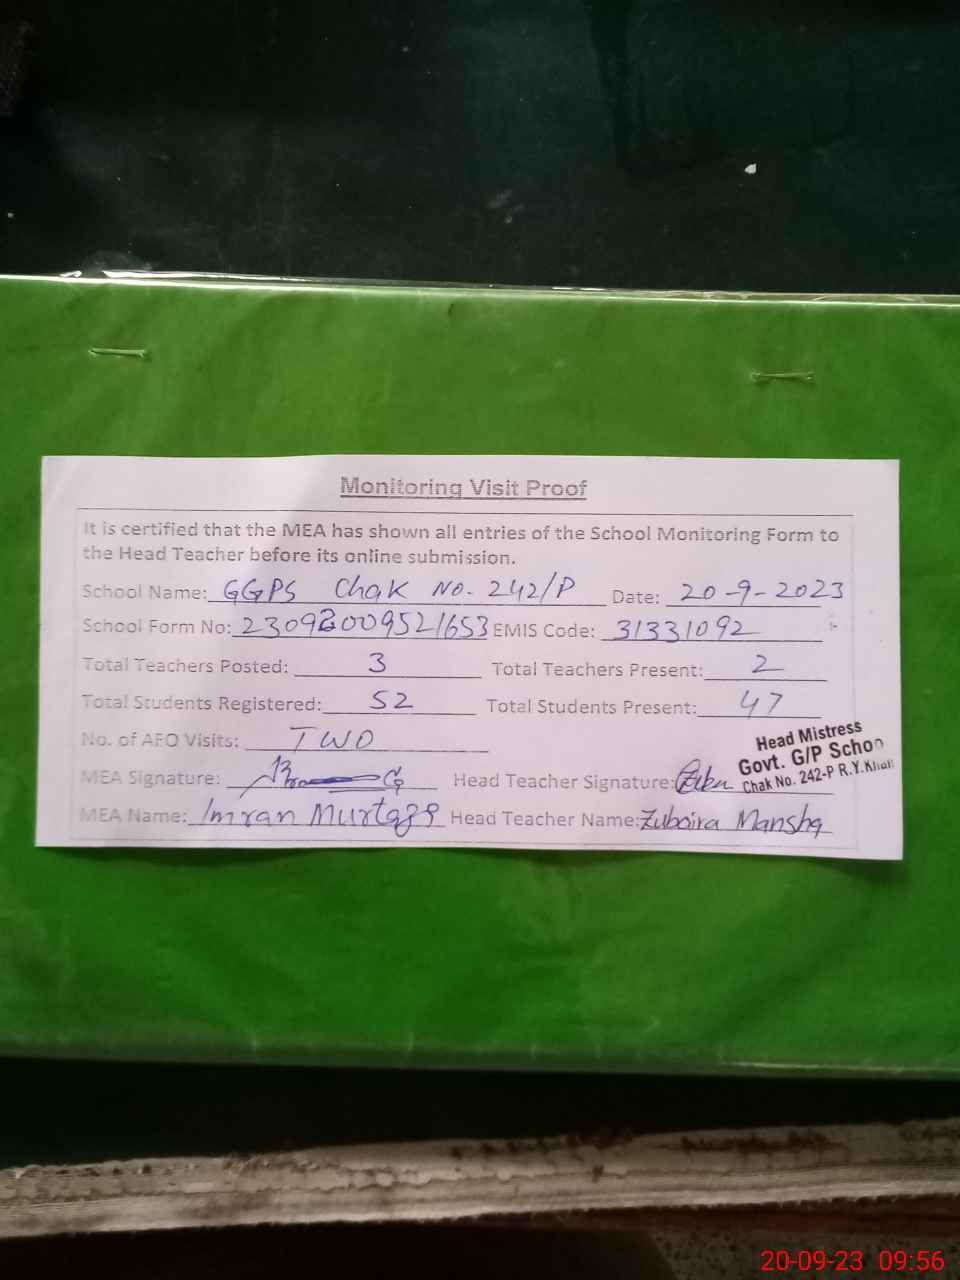 Monitoring Visit Proof
It is certified that the MEA has shown all entries of the School Monitoring Form to
the Head Teacher before its online submission.
School Name: GGPS Chak No. 242/P Date: 20-9-2023
School Form No: EMIS Code: 31331092
Total Teachers Posted: 3 Total Teachers Present: 2
Total Students Registered: 52 Total Students Present: 47
No. of AEO Visits: TWO
Head Mistress
Govt. G/P School
Chak No. 242-P R.Y.Khan
MEA Signature: Head Teacher Signature:
MEA Name: Imran Murtaza Head Teacher Name: Zubaira Mansha
20-09-23 09:56